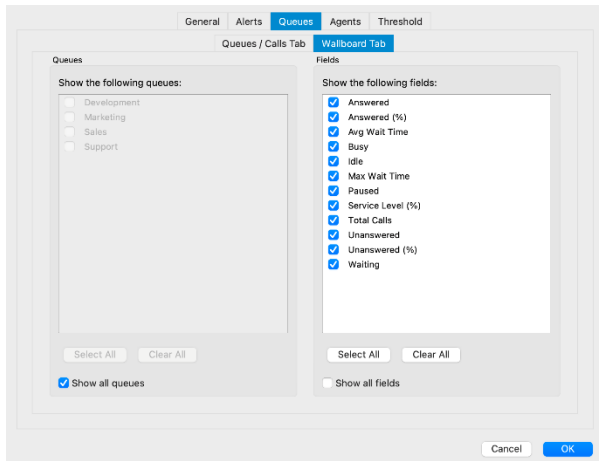 General Alerts Queues Agents Threshold
Queues / Calls Tab Wallboard Tab
Queues
Show the following queues:
Development
Marketing
Sales
Support
Select All Clear All
Show all queues
Fields
Show the following fields:
Answered
Answered (%)
Avg Wait Time
Busy
Idle
Max Wait Time
Paused
Service Level (%)
Total Calls
Unanswered
Unanswered (%)
Waiting
Select All Clear All
Show all fields
Cancel OK